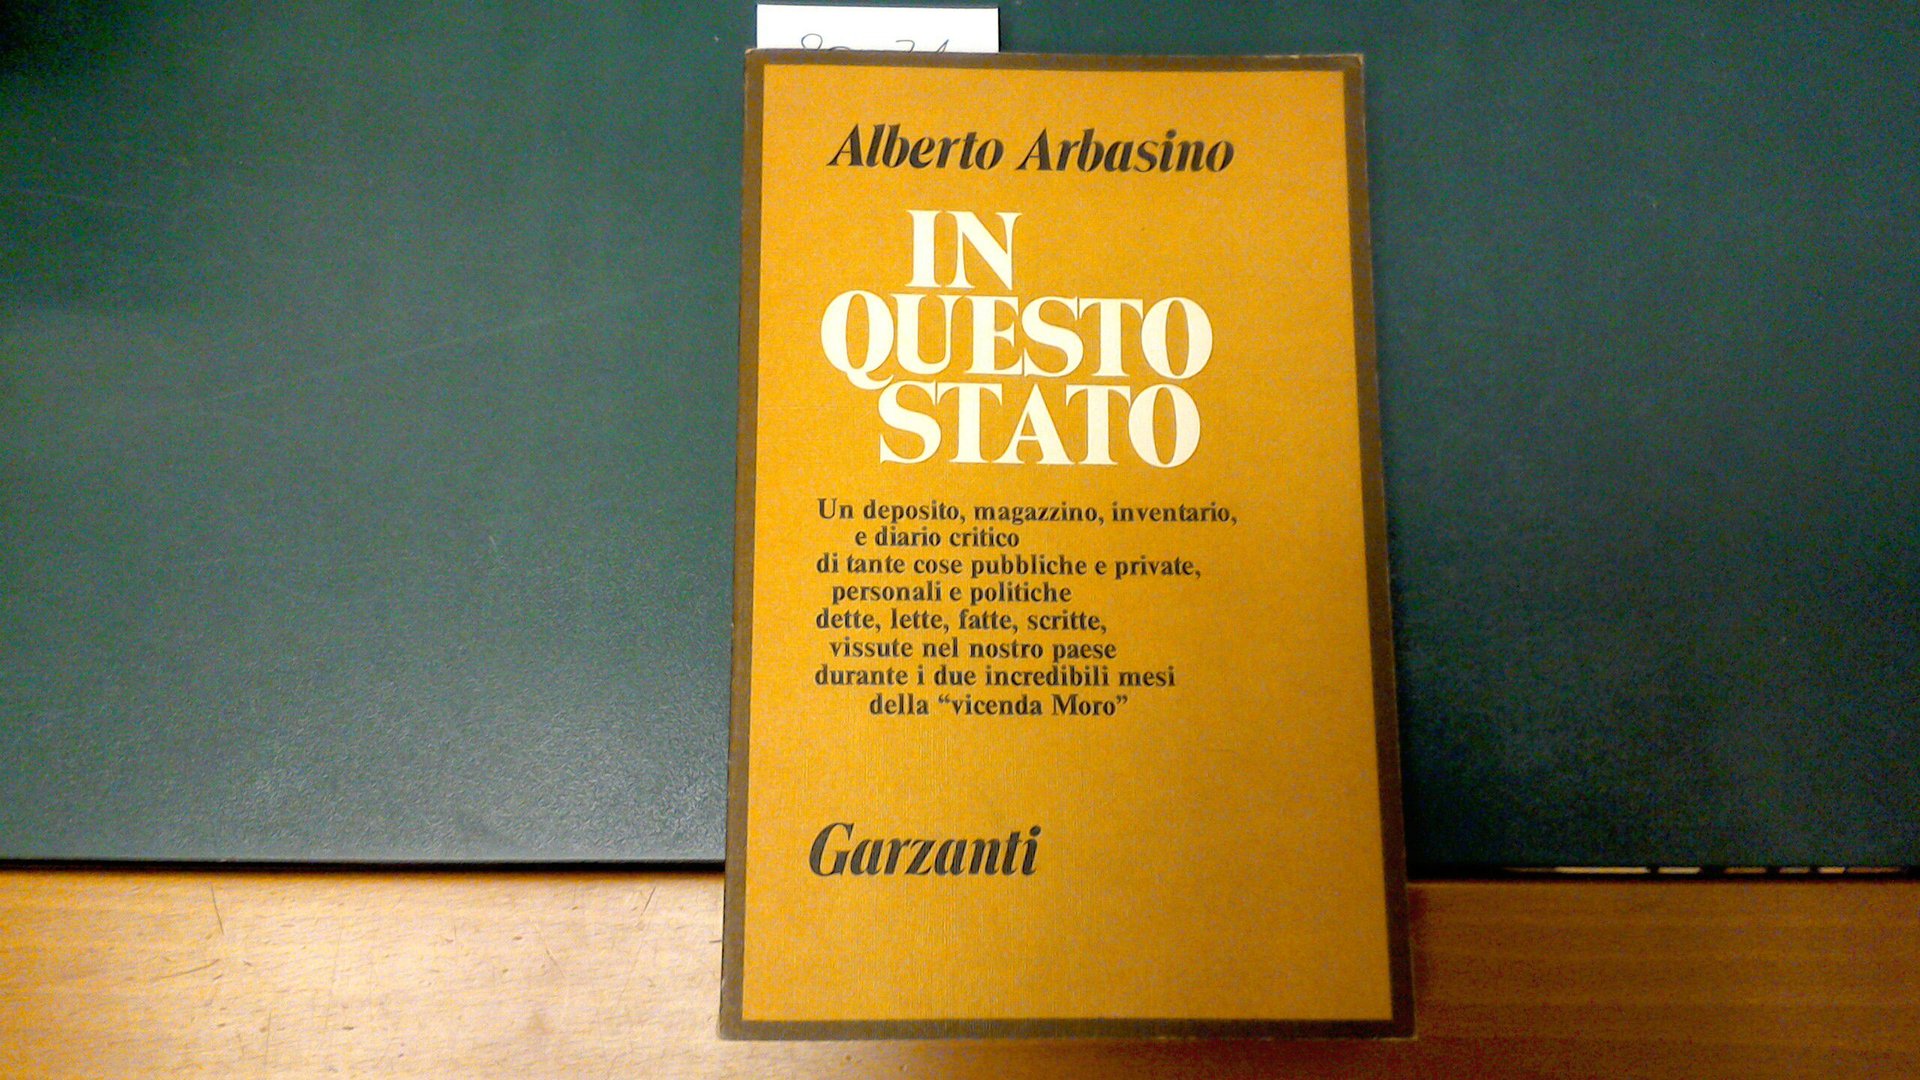 Alberto Arbasino
IN
QUESTO
STATO
Un deposito, magazzino, inventario,
e diario critico
di tante cose pubbliche e private,
personali e politiche
dette, lette, fatte, scritte,
vissute nel nostro paese
durante i due incredibili mesi
della “vicenda Moro”
Garzanti